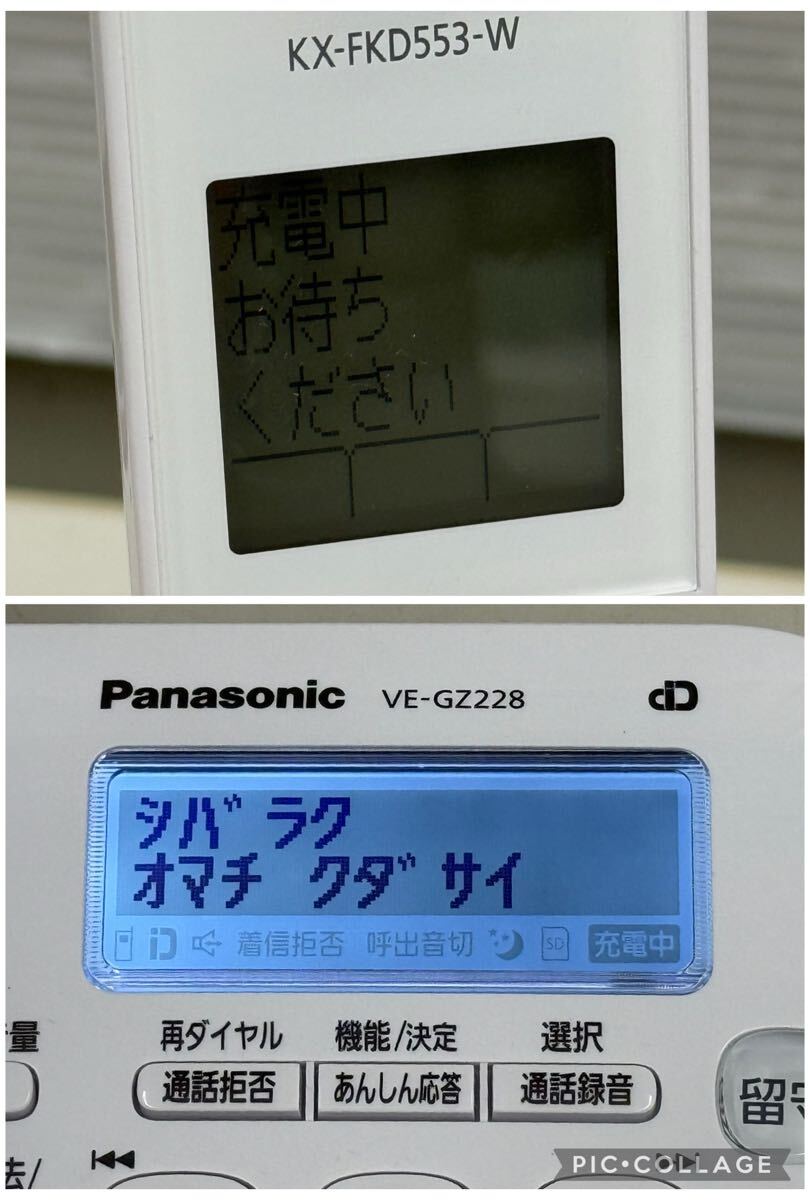 KX-FKD553-W
充電中
お待ち
ください
Panasonic VE-GZ228 iD
シバラク
オマチ クダサイ
iD 着信拒否 呼出音切 SD 充電中
量 再ダイヤル 機能/決定 選択
通話拒否 あんしん応答 通話録音
留守
法/
PIC•COLLAGE